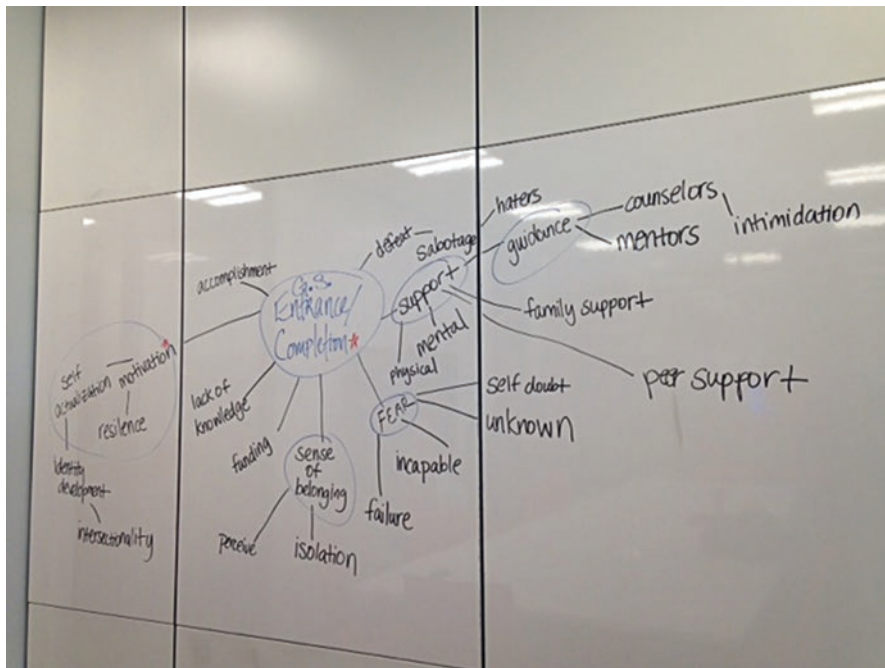 haters
counselors
guidance
mentors
intimidation
defeat
sabotage
accomplishment
G.S.
Entrance/
Completion*
support
family support
mental
physical
peer support
self
actualization
motivation*
resilence
lack of
knowledge
FEAR
self doubt
unknown
funding
sense
of
belonging
incapable
failure
identity
development
intersectionality
perceive
isolation